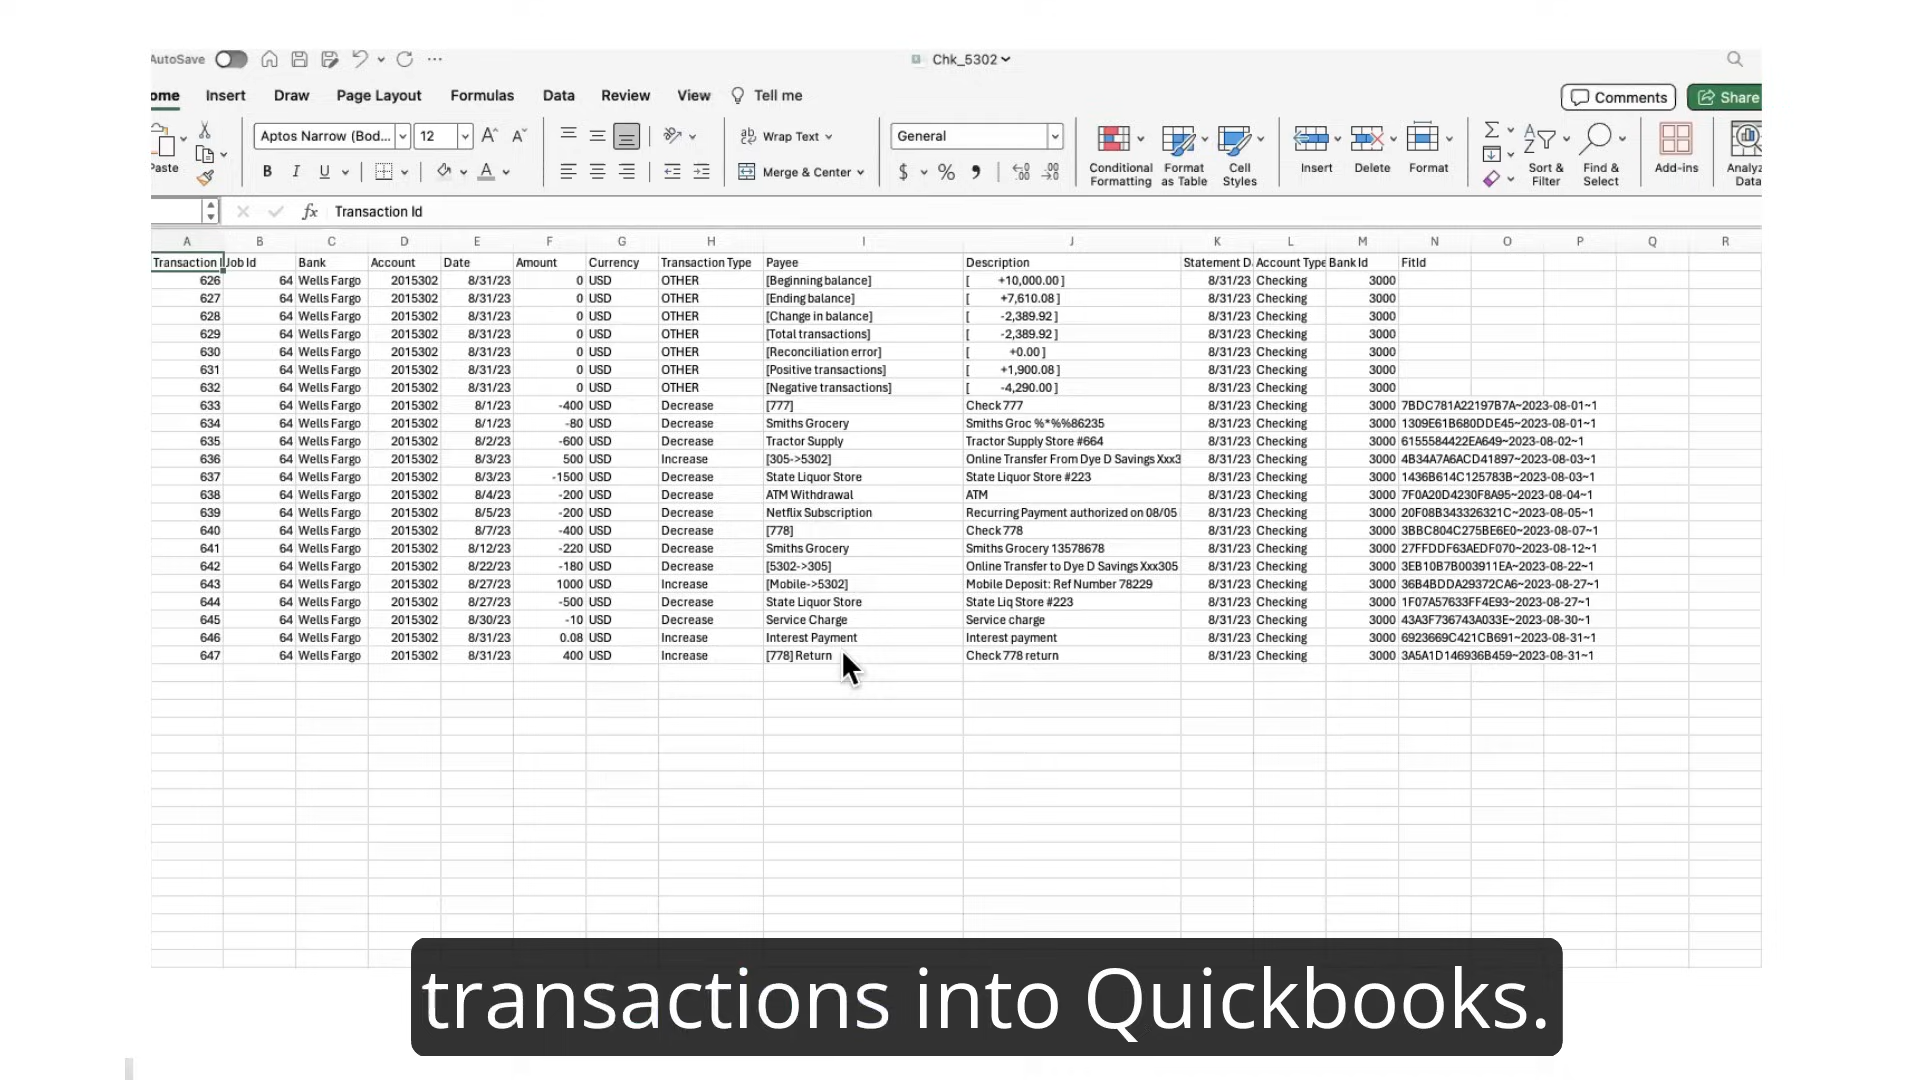 AutoSave Chk_5302
ome Insert Draw Page Layout Formulas Data Review View Tell me Comments Share
Paste Aptos Narrow (Bod... 12 Wrap Text General Conditional Formatting Format as Table Cell Styles Insert Delete Format Sort & Filter Find & Select Add-ins Analyz Data
B I U Merge & Center $ % 
fx Transaction Id
A B C D E F G H I J K L M N O P Q R
Transaction I Job Id Bank Account Date Amount Currency Transaction Type Payee Description Statement D Account Type Bank Id FitId
626 64 Wells Fargo 2015302 8/31/23 0 USD OTHER [Beginning balance] [ +10,000.00 ] 8/31/23 Checking 3000
627 64 Wells Fargo 2015302 8/31/23 0 USD OTHER [Ending balance] [ +7,610.08 ] 8/31/23 Checking 3000
628 64 Wells Fargo 2015302 8/31/23 0 USD OTHER [Change in balance] [ -2,389.92 ] 8/31/23 Checking 3000
629 64 Wells Fargo 2015302 8/31/23 0 USD OTHER [Total transactions] [ -2,389.92 ] 8/31/23 Checking 3000
630 64 Wells Fargo 2015302 8/31/23 0 USD OTHER [Reconciliation error] [ +0.00 ] 8/31/23 Checking 3000
631 64 Wells Fargo 2015302 8/31/23 0 USD OTHER [Positive transactions] [ +1,900.08 ] 8/31/23 Checking 3000
632 64 Wells Fargo 2015302 8/31/23 0 USD OTHER [Negative transactions] [ -4,290.00 ] 8/31/23 Checking 3000
633 64 Wells Fargo 2015302 8/1/23 -400 USD Decrease [777] Check 777 8/31/23 Checking 3000 7BDC781A22197B7A~2023-08-01~1
634 64 Wells Fargo 2015302 8/1/23 -80 USD Decrease Smiths Grocery Smiths Groc %*%%86235 8/31/23 Checking 3000 1309E61B680DDE45~2023-08-01~1
635 64 Wells Fargo 2015302 8/2/23 -600 USD Decrease Tractor Supply Tractor Supply Store #664 8/31/23 Checking 3000 6155584422EA649~2023-08-02~1
636 64 Wells Fargo 2015302 8/3/23 500 USD Increase [305->5302] Online Transfer From Dye D Savings Xxx3 8/31/23 Checking 3000 4B34A7A6ACD41897~2023-08-03~1
637 64 Wells Fargo 2015302 8/3/23 -1500 USD Decrease State Liquor Store State Liquor Store #223 8/31/23 Checking 3000 1436B614C125783B~2023-08-03~1
638 64 Wells Fargo 2015302 8/4/23 -200 USD Decrease ATM Withdrawal ATM 8/31/23 Checking 3000 7F0A20D4230F8A95~2023-08-04~1
639 64 Wells Fargo 2015302 8/5/23 -200 USD Decrease Netflix Subscription Recurring Payment authorized on 08/05 8/31/23 Checking 3000 20F08B343326321C~2023-08-05~1
640 64 Wells Fargo 2015302 8/7/23 -400 USD Decrease [778] Check 778 8/31/23 Checking 3000 3BBC804C275BE6E0~2023-08-07~1
641 64 Wells Fargo 2015302 8/12/23 -220 USD Decrease Smiths Grocery Smiths Grocery 13578678 8/31/23 Checking 3000 27FFDDF63AEDF070~2023-08-12~1
642 64 Wells Fargo 2015302 8/22/23 -180 USD Decrease [5302->305] Online Transfer to Dye D Savings Xxx305 8/31/23 Checking 3000 3EB10B7B003911EA~2023-08-22~1
643 64 Wells Fargo 2015302 8/27/23 1000 USD Increase [Mobile->5302] Mobile Deposit: Ref Number 78229 8/31/23 Checking 3000 36B4BDDA29372CA6~2023-08-27~1
644 64 Wells Fargo 2015302 8/27/23 -500 USD Decrease State Liquor Store State Liq Store #223 8/31/23 Checking 3000 1F07A57633FF4E93~2023-08-27~1
645 64 Wells Fargo 2015302 8/30/23 -10 USD Decrease Service Charge Service charge 8/31/23 Checking 3000 43A3F736743A033E~2023-08-30~1
646 64 Wells Fargo 2015302 8/31/23 0.08 USD Increase Interest Payment Interest payment 8/31/23 Checking 3000 6923669C421CB691~2023-08-31~1
647 64 Wells Fargo 2015302 8/31/23 400 USD Increase [778] Return Check 778 return 8/31/23 Checking 3000 3A5A1D146936B459~2023-08-31~1
transactions into Quickbooks.